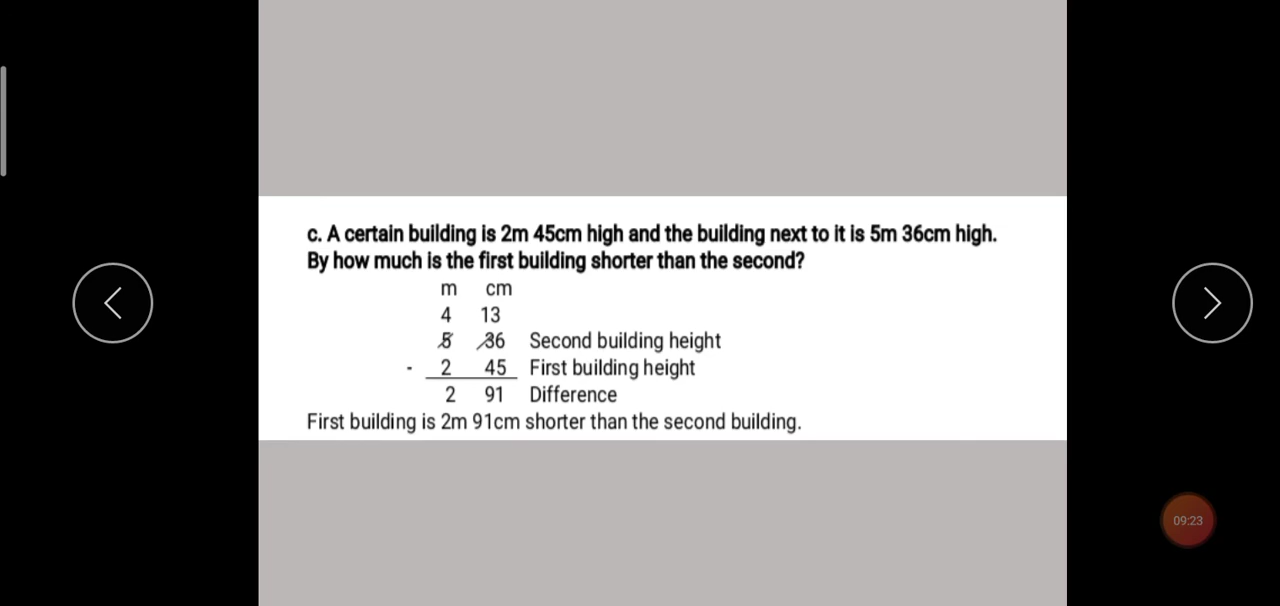 c. A certain building is 2m 45cm high and the building next to it is 5m 36cm high.
By how much is the first building shorter than the second?
m cm
4 13
5 36 Second building height
- 2 45 First building height
2 91 Difference
First building is 2m 91cm shorter than the second building.
09:23